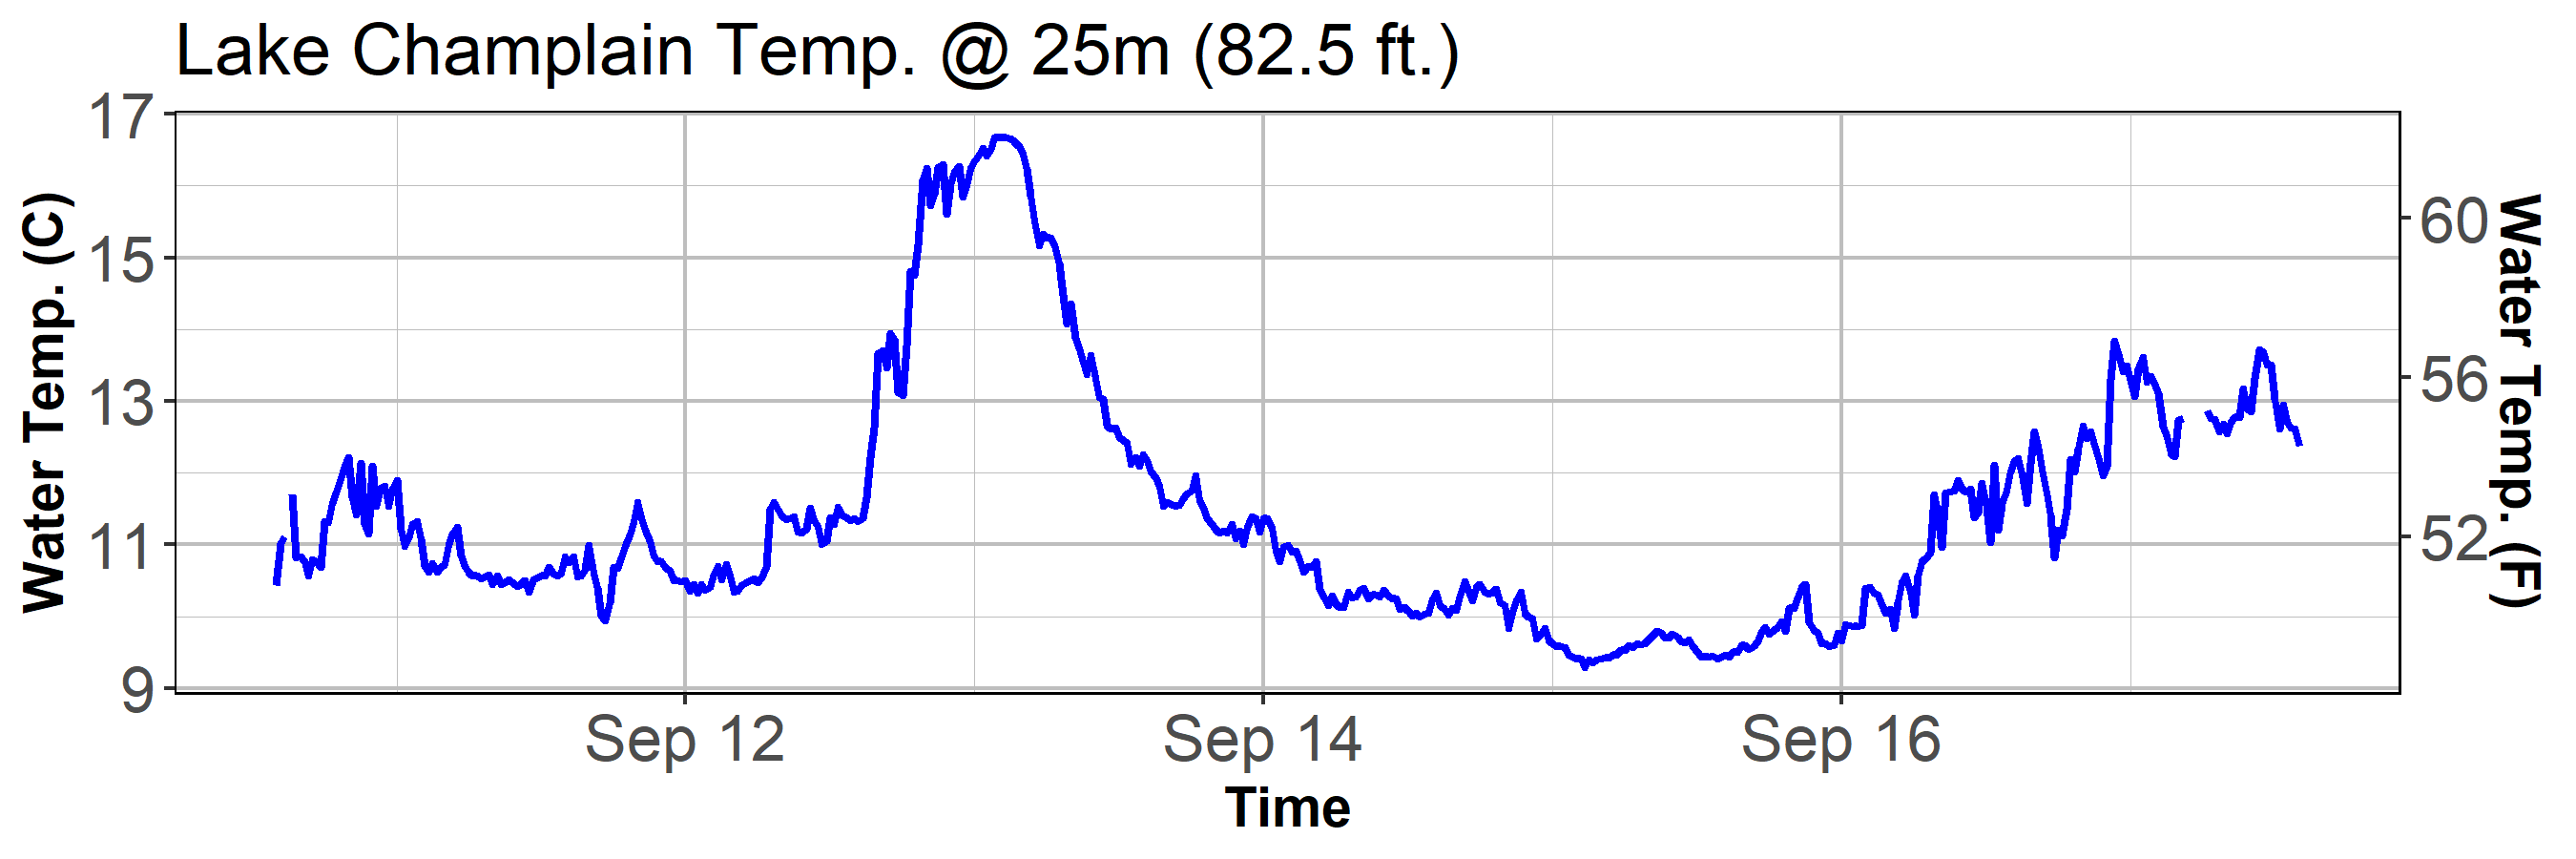 Lake Champlain Temp. @ 25m (82.5 ft.)
Water Temp. (C)
17
15
13
11
9
60
56
52
Water Temp. (F)
Sep 12 Sep 14 Sep 16
Time